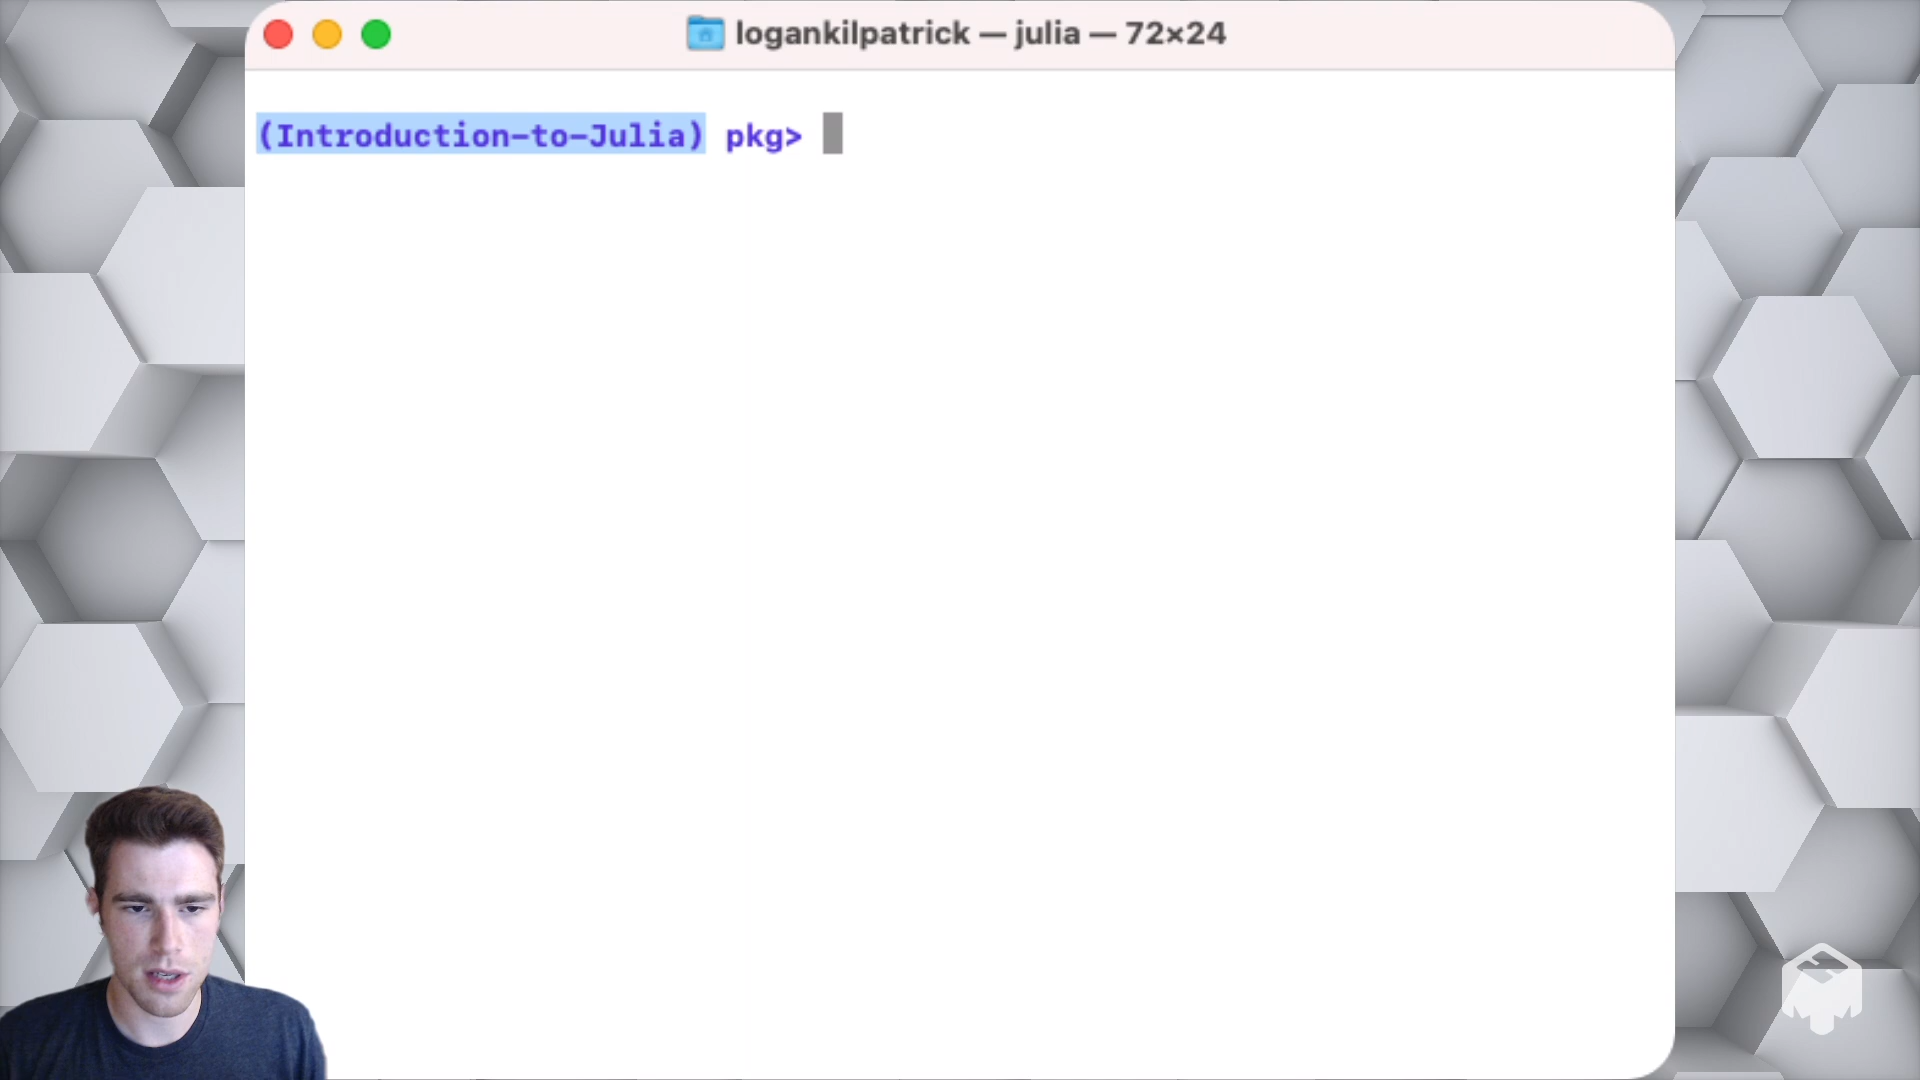 logankilpatrick — julia — 72×24
(Introduction-to-Julia) pkg>